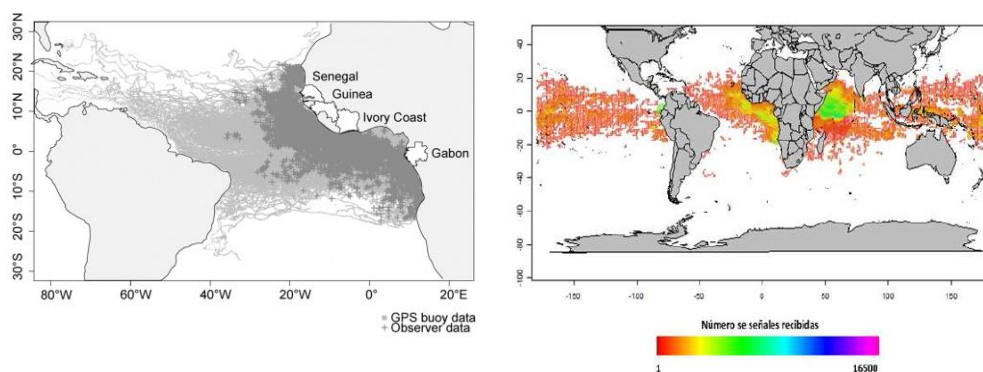 30°N
20°N
10°N
0°
10°S
20°S
30°S
Senegal
Guinea
Ivory Coast
Gabon
80°W
60°W
40°W
20°W
0°
20°E
GPS buoy data
Observer data
20
0
-20
-40
-60
-80
-100
-150
-100
-50
0
50
100
150
Número se señales recibidas
1
16500